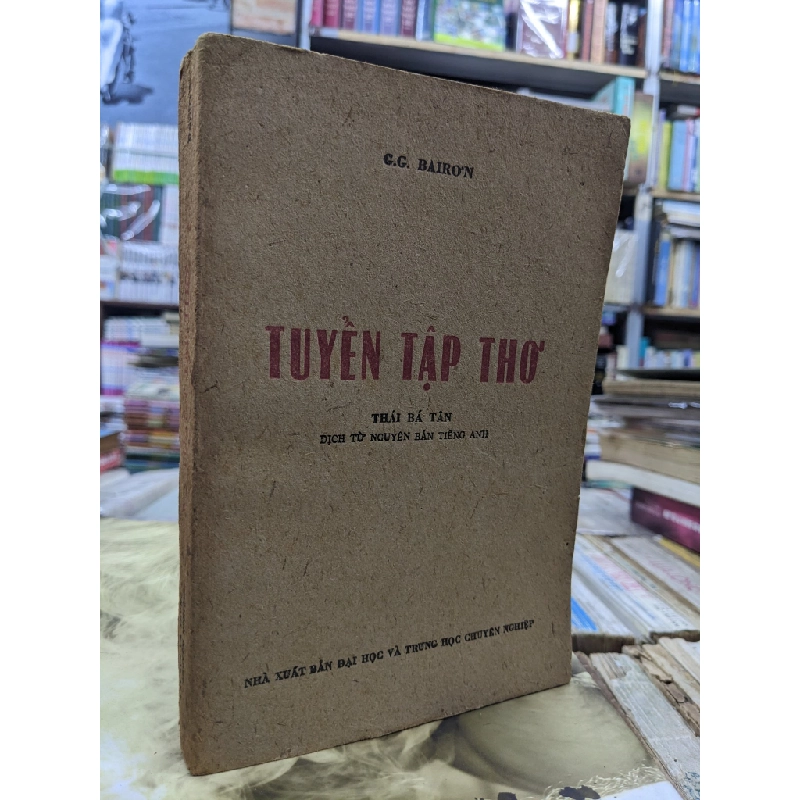 G.G. BAIRƠN
TUYỂN TẬP THƠ
THÁI BÁ TÂN
DỊCH TỪ NGUYÊN BẢN TIẾNG ANH
NHÀ XUẤT BẢN ĐẠI HỌC VÀ TRUNG HỌC CHUYÊN NGHIỆP